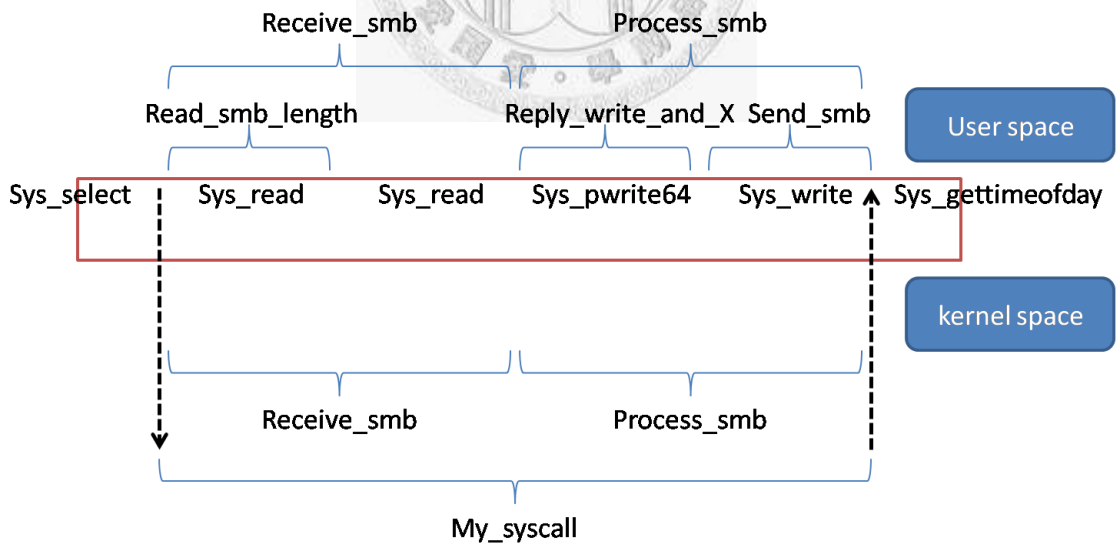 Receive_smb Process_smb
Read_smb_length Reply_write_and_X Send_smb
User space
Sys_select Sys_read Sys_read Sys_pwrite64 Sys_write Sys_gettimeofday
kernel space
Receive_smb Process_smb
My_syscall